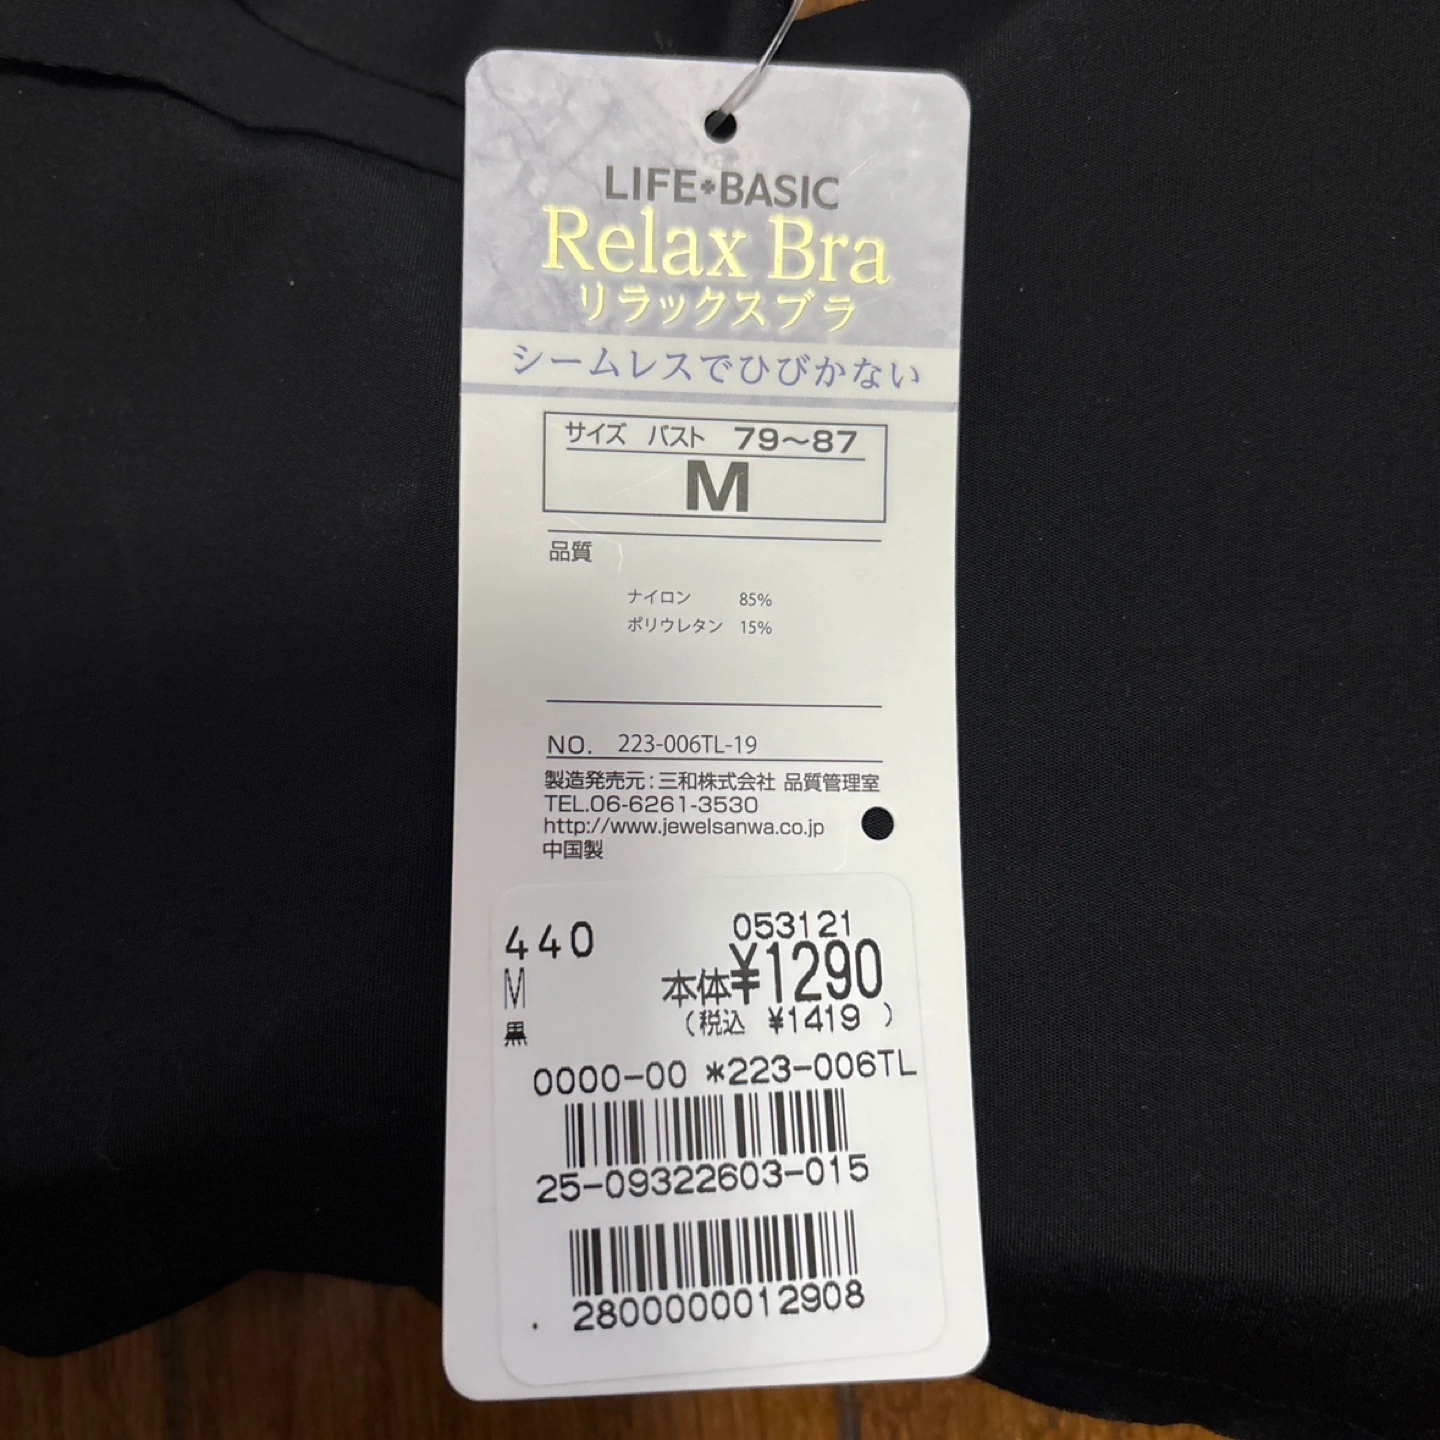 LIFE✤BASIC
Relax Bra
リラックスブラ
シームレスでひびかない
サイズ バスト 79〜87
M
品質
ナイロン 85%
ポリウレタン 15%
NO. 223-006TL-19
製造発売元:三和株式会社 品質管理室
TEL.06-6261-3530
http://www.jewelsanwa.co.jp
中国製
440 053121
M 本体¥1290
黒 (税込 ¥1419 )
0000-00 *223-006TL
25-09322603-015
. 2800000012908